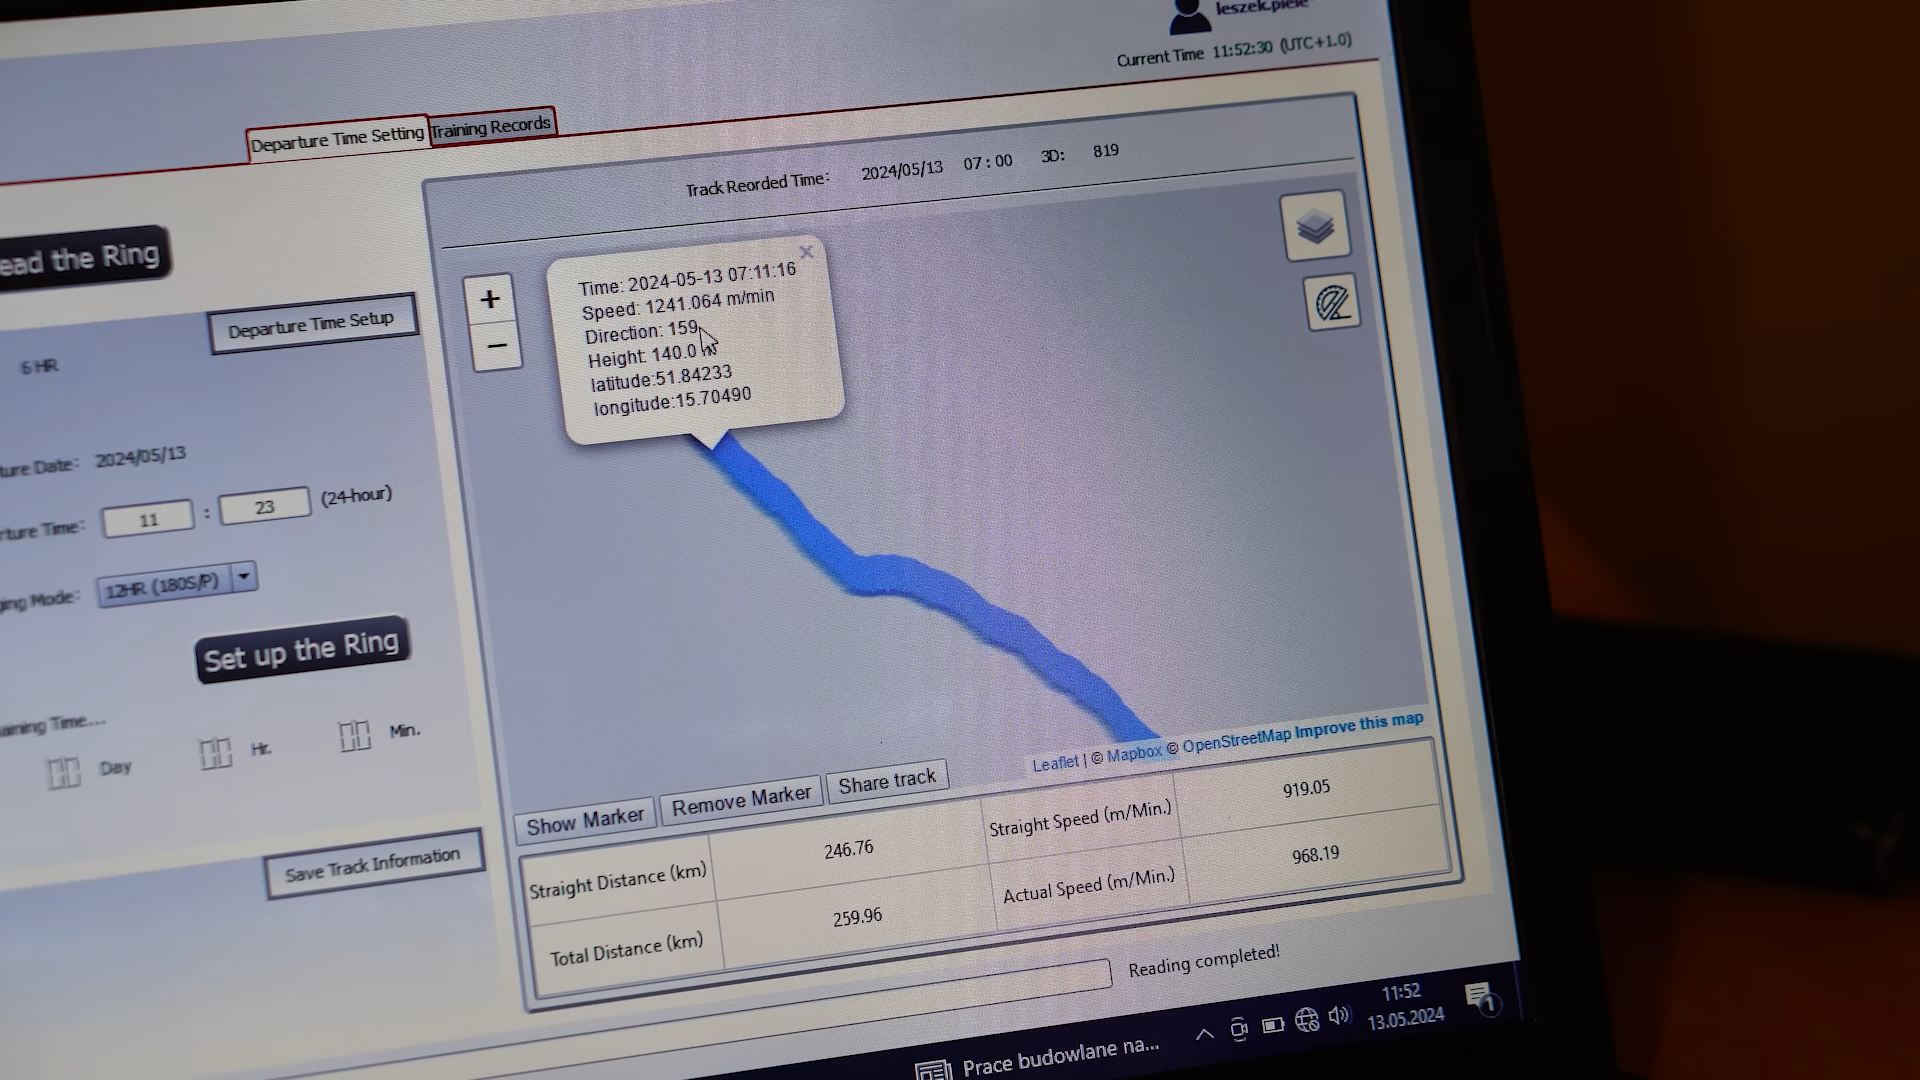 leszek.piele
Current Time 11:52:30 (UTC+1.0)
Departure Time Setting
Training Records
Track Reorded Time: 2024/05/13 07:00 3D: 819
ead the Ring
Departure Time Setup
6 HR
ture Date: 2024/05/13
rture Time: 11 : 23 (24-hour)
ging Mode: 12HR (180S/P)
Set up the Ring
aining Time....
Day Hr. Min.
Save Track Information
+
−
×
Time: 2024-05-13 07:11:16
Speed: 1241.064 m/min
Direction: 159
Height: 140.0
latitude:51.84233
longitude:15.70490
Leaflet | © Mapbox © OpenStreetMap Improve this map
Show Marker
Remove Marker
Share track
Straight Distance (km) 246.76 Straight Speed (m/Min.) 919.05
Total Distance (km) 259.96 Actual Speed (m/Min.) 968.19
Reading completed!
Prace budowlane na...
11:52
13.05.2024
1